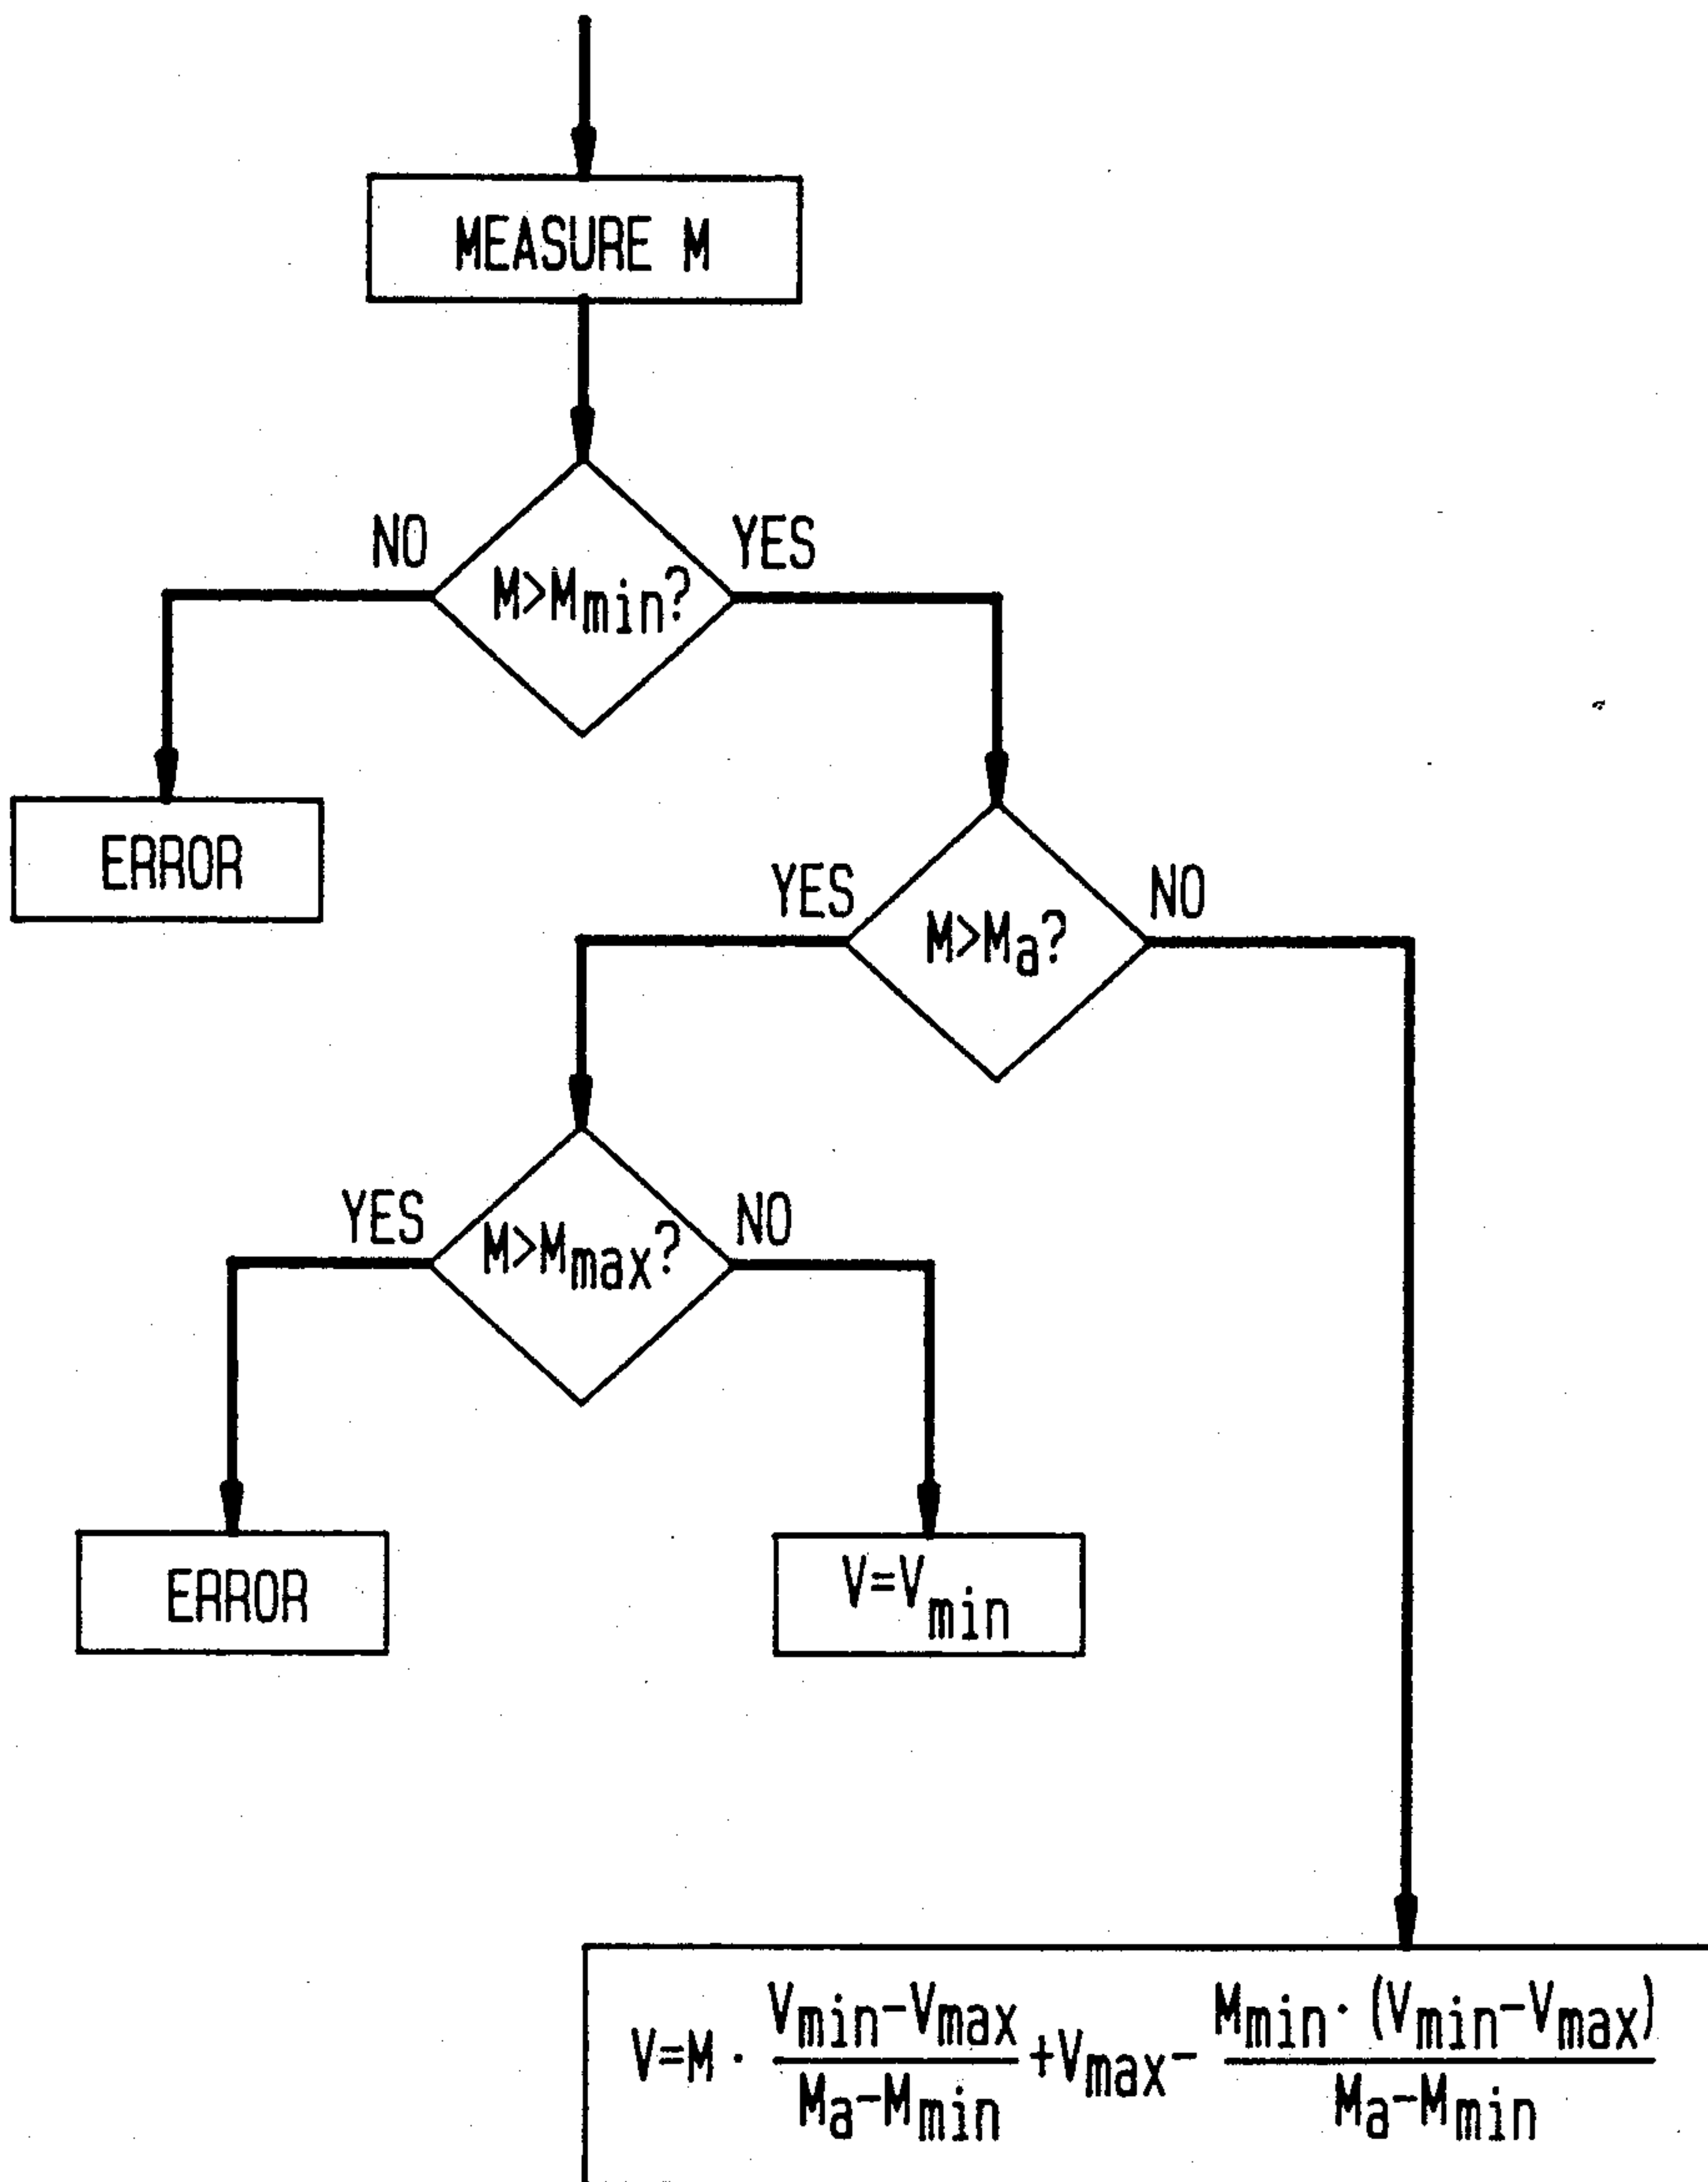 MEASURE M
NO
YES
M>Mmin?
ERROR
YES
NO
M>Ma?
YES
NO
M>Mmax?
ERROR
V=Vmin
V=M · Vmin-Vmax / Ma-Mmin +Vmax- Mmin· (Vmin-Vmax) / Ma-Mmin